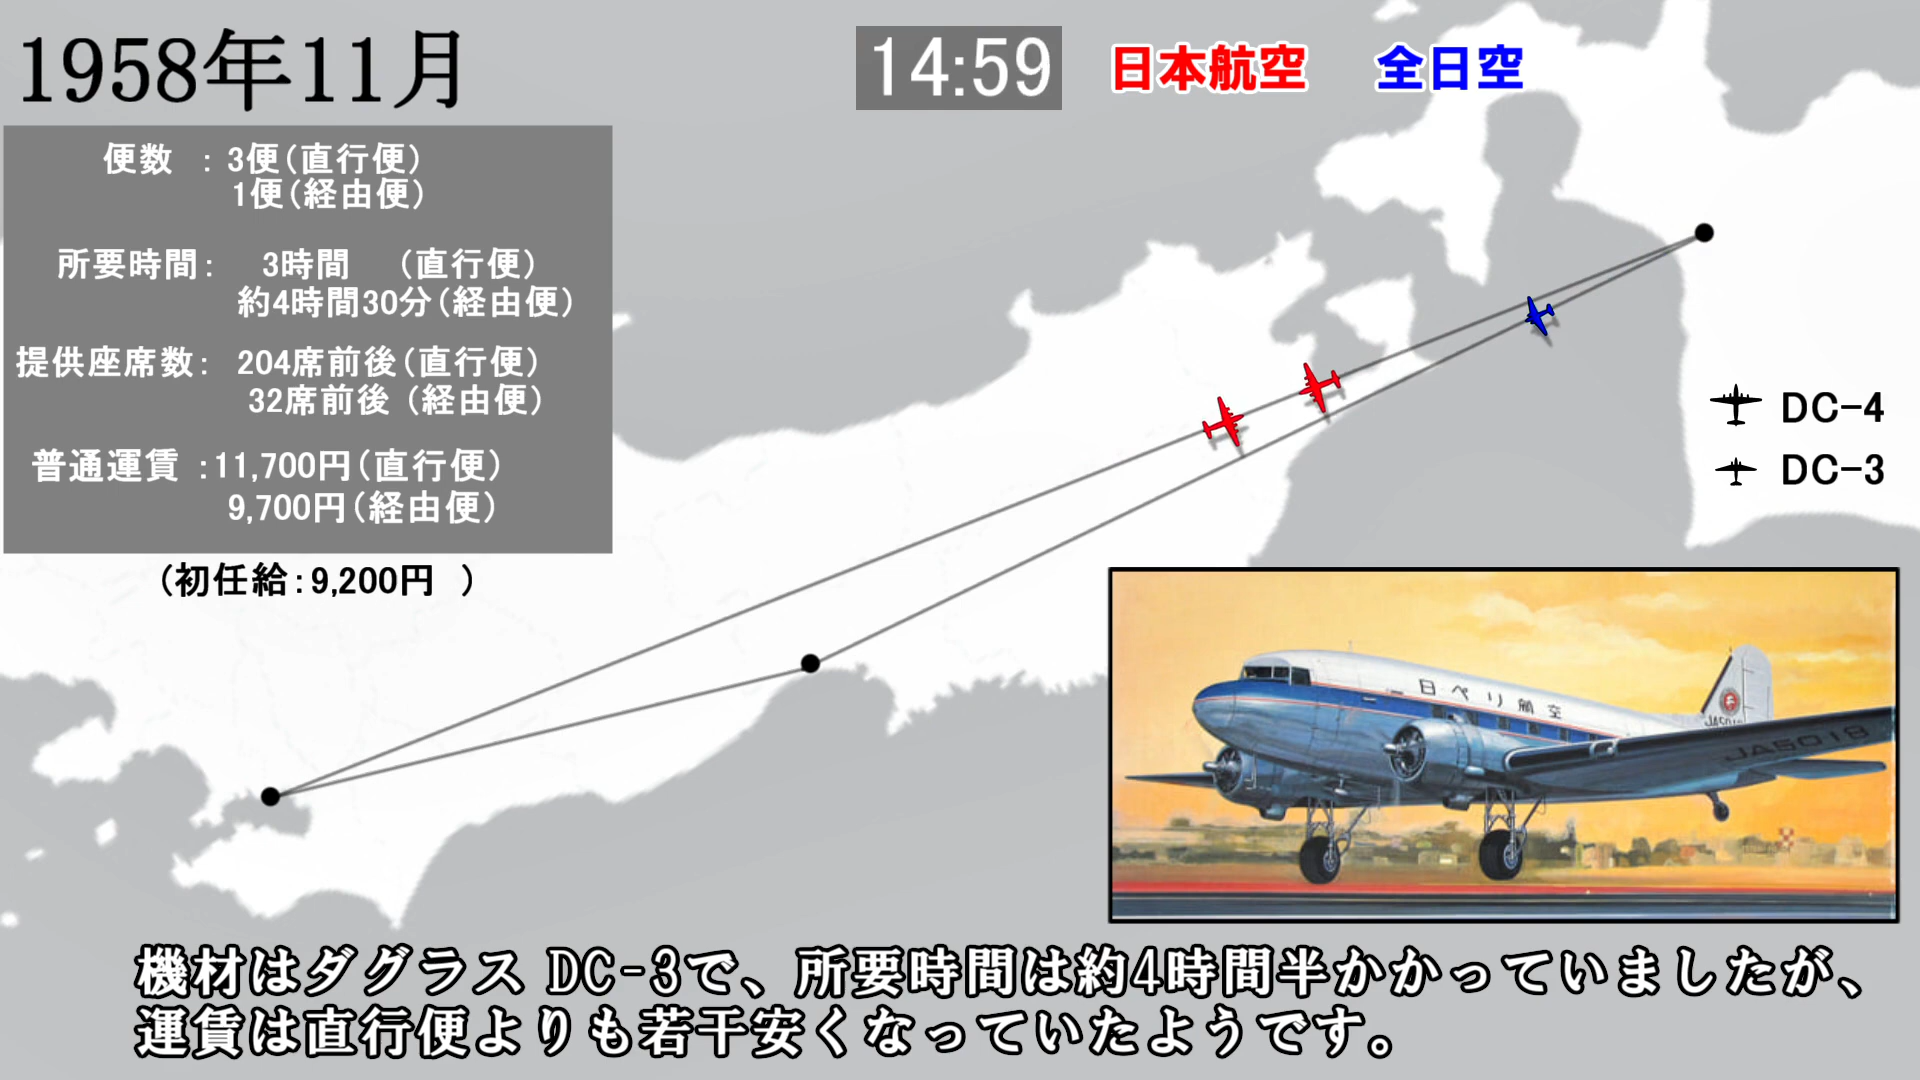 1958年11月
14:59 日本航空 全日空
便数 : 3便(直行便)
1便(経由便)
所要時間: 3時間 (直行便)
約4時間30分(経由便)
提供座席数: 204席前後(直行便)
32席前後 (経由便)
普通運賃 :11,700円(直行便)
9,700円(経由便)
(初任給:9,200円 )
DC-4
DC-3
日ペリ航空
JA5018
JA5018
機材はダグラス DC-3で、所要時間は約4時間半かかっていましたが、
運賃は直行便よりも若干安くなっていたようです。